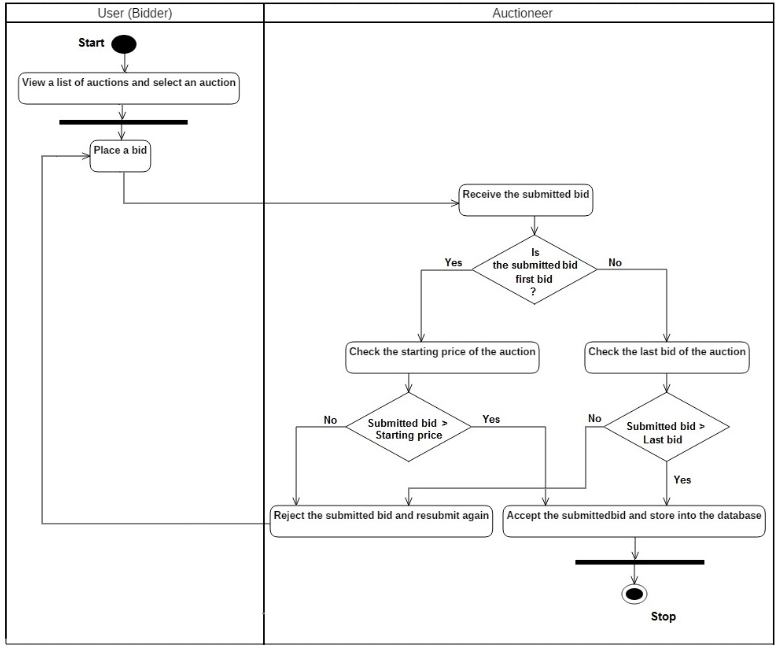 User (Bidder)
Auctioneer
Start
View a list of auctions and select an auction
Place a bid
Receive the submitted bid
Is
the submitted bid
first bid
?
Yes
No
Check the starting price of the auction
Check the last bid of the auction
No
Submitted bid >
Starting price
Yes
No
Submitted bid >
Last bid
Yes
Reject the submitted bid and resubmit again
Accept the submittedbid and store into the database
Stop